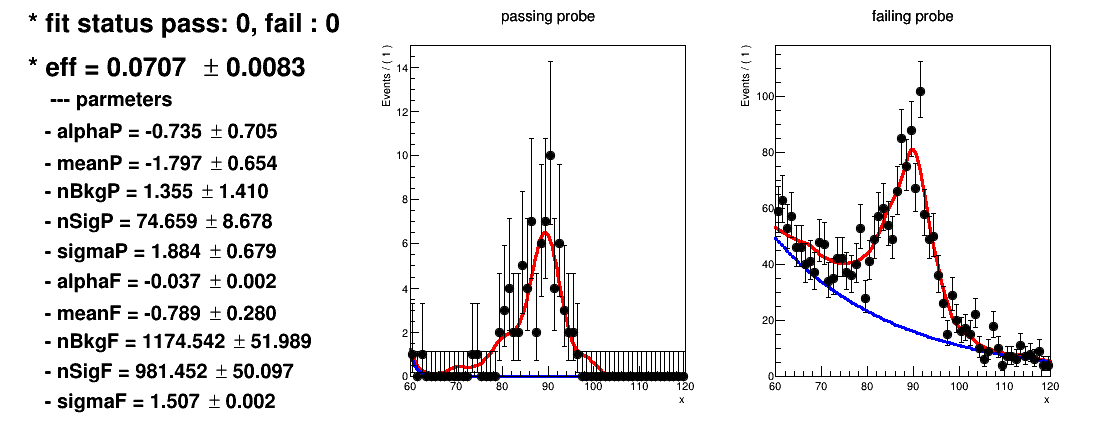 * fit status pass: 0, fail : 0
* eff = 0.0707 ± 0.0083
--- parmeters
- alphaP = -0.735 ± 0.705
- meanP = -1.797 ± 0.654
- nBkgP = 1.355 ± 1.410
- nSigP = 74.659 ± 8.678
- sigmaP = 1.884 ± 0.679
- alphaF = -0.037 ± 0.002
- meanF = -0.789 ± 0.280
- nBkgF = 1174.542 ± 51.989
- nSigF = 981.452 ± 50.097
- sigmaF = 1.507 ± 0.002
passing probe
Events / ( 1 )
14
12
10
8
6
4
2
0
60 70 80 90 100 110 120
x
failing probe
Events / ( 1 )
100
80
60
40
20
0
60 70 80 90 100 110 120
x